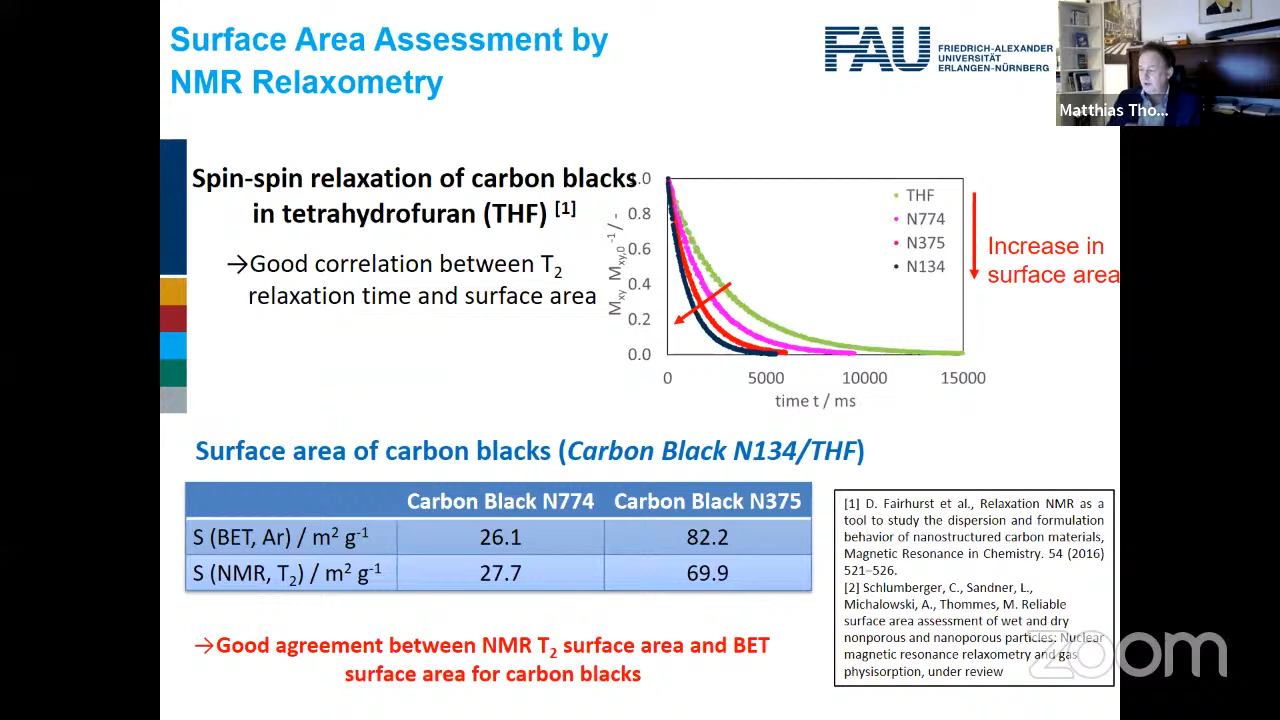 Surface Area Assessment by
NMR Relaxometry
FAU FRIEDRICH-ALEXANDER
UNIVERSITÄT
ERLANGEN-NÜRNBERG
Matthias Tho...
Spin-spin relaxation of carbon blacks
in tetrahydrofuran (THF) [1]
→Good correlation between T2
relaxation time and surface area
Mxy Mxy,0-1 / -
1.0
0.8
0.6
0.4
0.2
0.0
0 5000 10000 15000
time t / ms
THF
N774
N375
N134
Increase in
surface area
Surface area of carbon blacks (Carbon Black N134/THF)
Carbon Black N774 Carbon Black N375
S (BET, Ar) / m2 g-1 26.1 82.2
S (NMR, T2) / m2 g-1 27.7 69.9
→Good agreement between NMR T2 surface area and BET
surface area for carbon blacks
[1] D. Fairhurst et al., Relaxation NMR as a
tool to study the dispersion and formulation
behavior of nanostructured carbon materials,
Magnetic Resonance in Chemistry. 54 (2016)
521–526.
[2] Schlumberger, C., Sandner, L.,
Michalowski, A., Thommes, M. Reliable
surface area assessment of wet and dry
nonporous and nanoporous particles: Nuclear
magnetic resonance relaxometry and gas
physisorption, under review
zoom